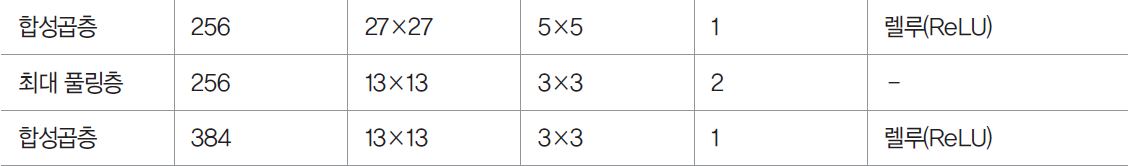 합성곱층 256 27×27 5×5 1 렐루(ReLU)
최대 풀링층 256 13×13 3×3 2 –
합성곱층 384 13×13 3×3 1 렐루(ReLU)